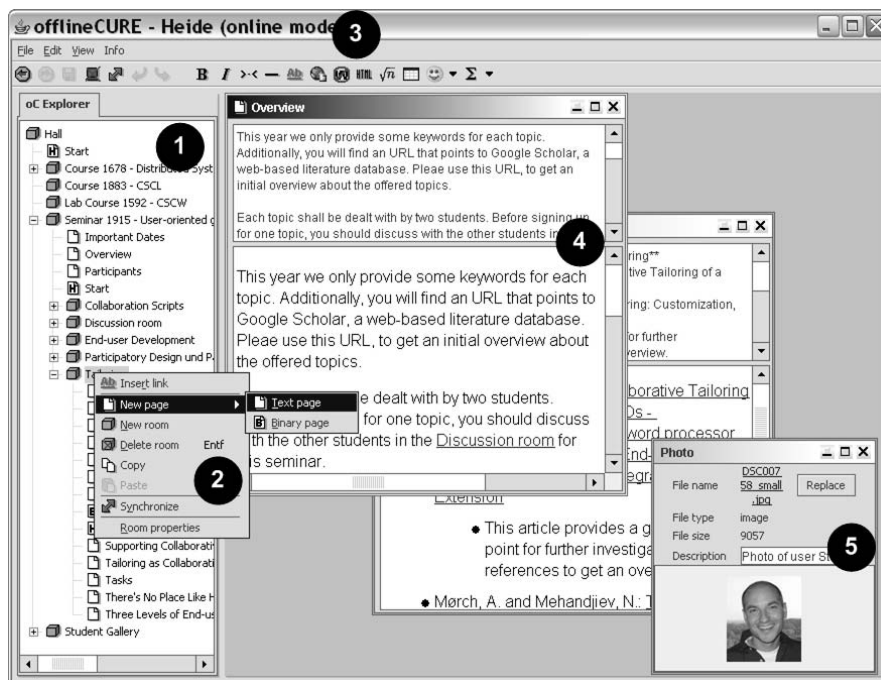 offlineCURE - Heide (online mode
3
File Edit View Info
B I HTML √n Σ
oC Explorer
1
Hall
Start
Course 1678 - Distributed Syst
Course 1883 - CSCL
Lab Course 1592 - CSCW
Seminar 1915 - User-oriented g
Important Dates
Overview
Participants
Start
Collaboration Scripts
Discussion room
End-user Development
Participatory Design und P
Supporting Collaborati
Tailoring as Collaborati
Tasks
There's No Place Like H
Three Levels of End-us
Student Gallery
Ab Insert link
New page
New room
Delete room Entf
Copy
Paste
2
Synchronize
Room properties
Text page
Binary page
Overview
This year we only provide some keywords for each topic.
Additionally, you will find an URL that points to Google Scholar, a
web-based literature database. Pleae use this URL, to get an
initial overview about the offered topics.
Each topic shall be dealt with by two students. Before signing up
for one topic, you should discuss with the other students in
4
This year we only provide some keywords for each
topic. Additionally, you will find an URL that points to
Google Scholar, a web-based literature database.
Pleae use this URL, to get an initial overview about
the offered topics.
e dealt with by two students.
for one topic, you should discuss
th the other students in the Discussion room for
is seminar.
ring**
tive Tailoring of a
ring: Customization,
or further
erview.
borative Tailoring
Os -
word processor
End-
egra
Extension
• This article provides a g
point for further investiga
references to get an ove
• Mørch, A. and Mehandjiev, N.: T
Photo
File name DSC007
58_small
.jpg
Replace
File type image
File size 9057
Description Photo of user S
5